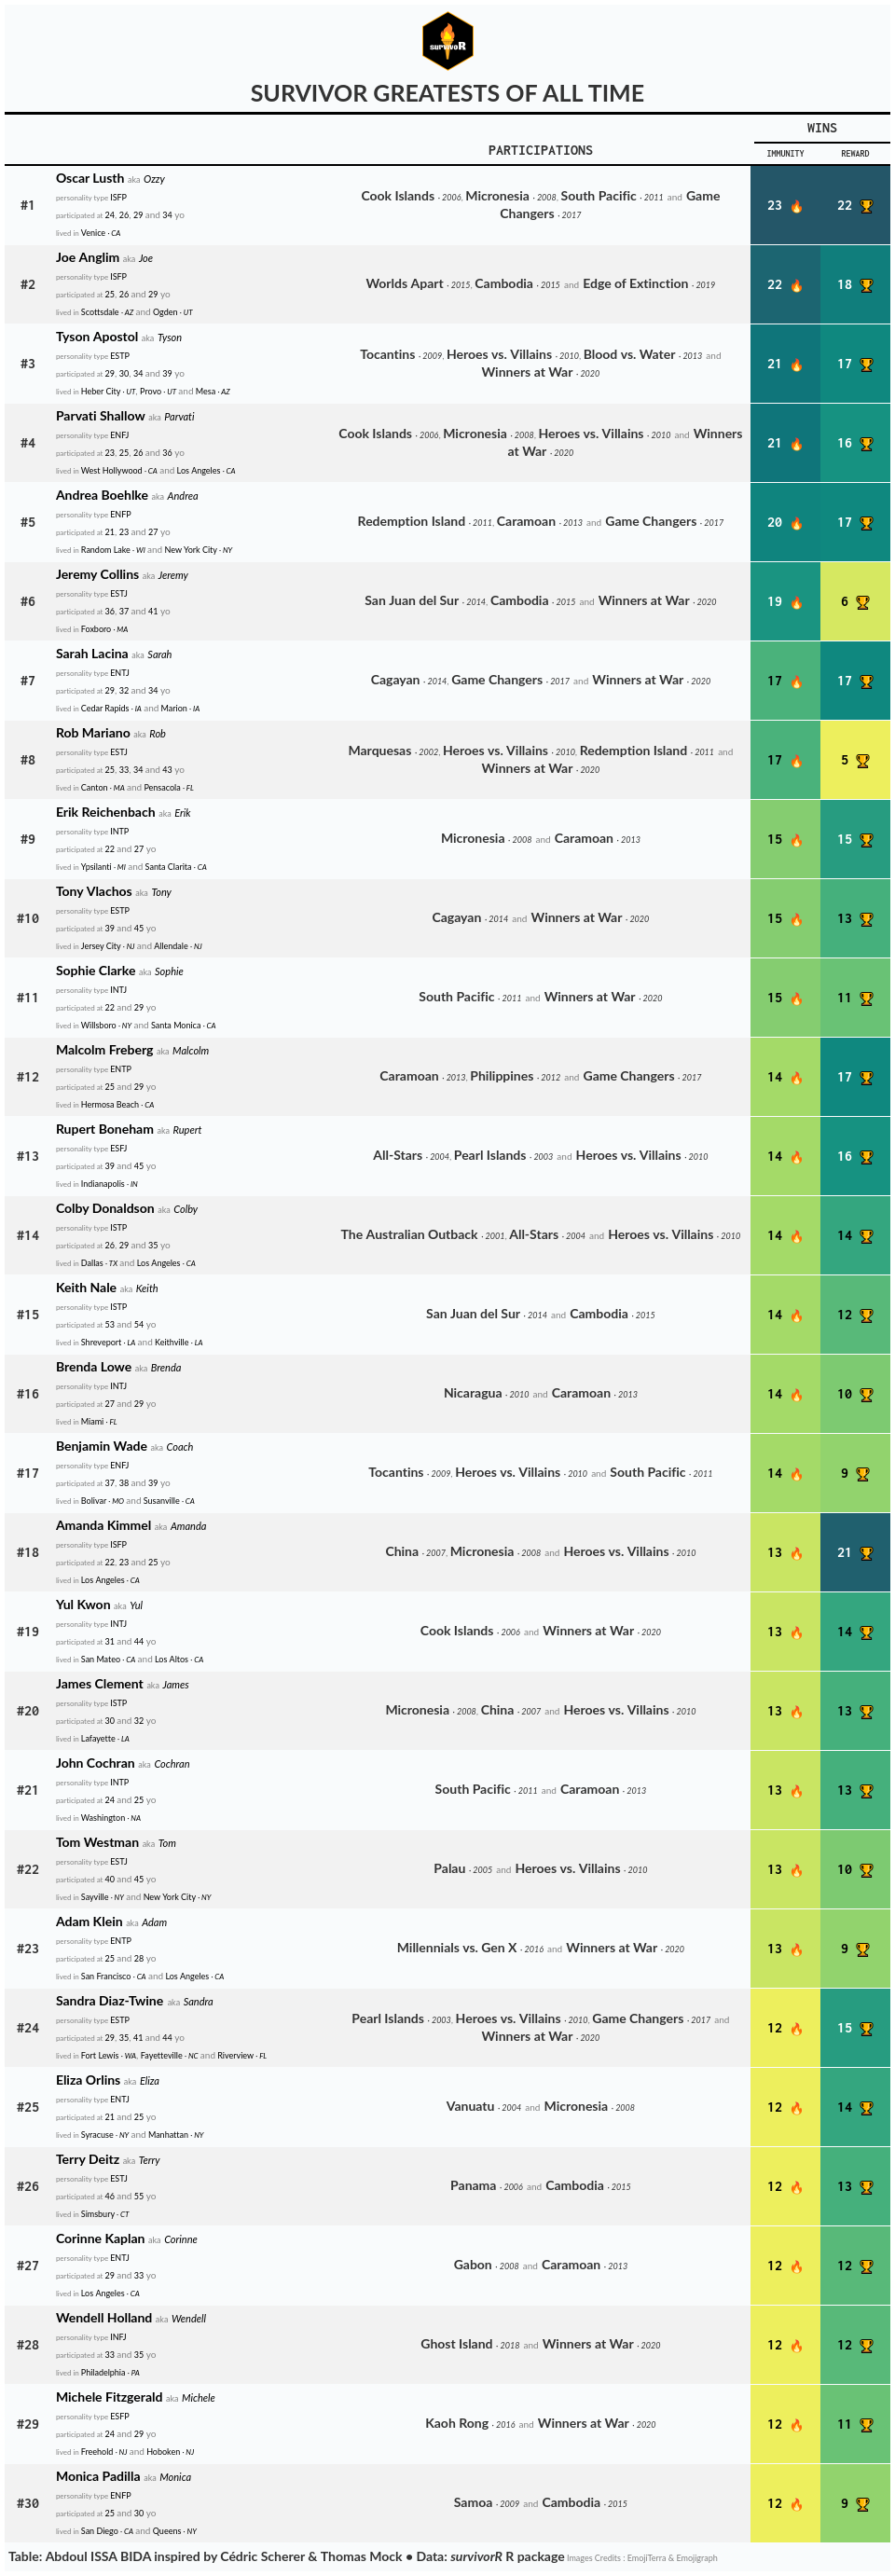 survivoR
SURVIVOR GREATESTS OF ALL TIME
WINS
PARTICIPATIONS
IMMUNITY REWARD
#1
Oscar Lusth aka Ozzy
personality type ISFP
participated at 24, 26, 29 and 34 yo
lived in Venice · CA
Cook Islands · 2006, Micronesia · 2008, South Pacific · 2011 and Game
Changers · 2017
23 22
#2
Joe Anglim aka Joe
personality type ISFP
participated at 25, 26 and 29 yo
lived in Scottsdale · AZ and Ogden · UT
Worlds Apart · 2015, Cambodia · 2015 and Edge of Extinction · 2019
22 18
#3
Tyson Apostol aka Tyson
personality type ESTP
participated at 29, 30, 34 and 39 yo
lived in Heber City · UT, Provo · UT and Mesa · AZ
Tocantins · 2009, Heroes vs. Villains · 2010, Blood vs. Water · 2013 and
Winners at War · 2020
21 17
#4
Parvati Shallow aka Parvati
personality type ENFJ
participated at 23, 25, 26 and 36 yo
lived in West Hollywood · CA and Los Angeles · CA
Cook Islands · 2006, Micronesia · 2008, Heroes vs. Villains · 2010 and Winners
at War · 2020
21 16
#5
Andrea Boehlke aka Andrea
personality type ENFP
participated at 21, 23 and 27 yo
lived in Random Lake · WI and New York City · NY
Redemption Island · 2011, Caramoan · 2013 and Game Changers · 2017
20 17
#6
Jeremy Collins aka Jeremy
personality type ESTJ
participated at 36, 37 and 41 yo
lived in Foxboro · MA
San Juan del Sur · 2014, Cambodia · 2015 and Winners at War · 2020
19 6
#7
Sarah Lacina aka Sarah
personality type ENTJ
participated at 29, 32 and 34 yo
lived in Cedar Rapids · IA and Marion · IA
Cagayan · 2014, Game Changers · 2017 and Winners at War · 2020
17 17
#8
Rob Mariano aka Rob
personality type ESTJ
participated at 25, 33, 34 and 43 yo
lived in Canton · MA and Pensacola · FL
Marquesas · 2002, Heroes vs. Villains · 2010, Redemption Island · 2011 and
Winners at War · 2020
17 5
#9
Erik Reichenbach aka Erik
personality type INTP
participated at 22 and 27 yo
lived in Ypsilanti · MI and Santa Clarita · CA
Micronesia · 2008 and Caramoan · 2013
15 15
#10
Tony Vlachos aka Tony
personality type ESTP
participated at 39 and 45 yo
lived in Jersey City · NJ and Allendale · NJ
Cagayan · 2014 and Winners at War · 2020
15 13
#11
Sophie Clarke aka Sophie
personality type INTJ
participated at 22 and 29 yo
lived in Willsboro · NY and Santa Monica · CA
South Pacific · 2011 and Winners at War · 2020
15 11
#12
Malcolm Freberg aka Malcolm
personality type ENTP
participated at 25 and 29 yo
lived in Hermosa Beach · CA
Caramoan · 2013, Philippines · 2012 and Game Changers · 2017
14 17
#13
Rupert Boneham aka Rupert
personality type ESFJ
participated at 39 and 45 yo
lived in Indianapolis · IN
All-Stars · 2004, Pearl Islands · 2003 and Heroes vs. Villains · 2010
14 16
#14
Colby Donaldson aka Colby
personality type ISTP
participated at 26, 29 and 35 yo
lived in Dallas · TX and Los Angeles · CA
The Australian Outback · 2001, All-Stars · 2004 and Heroes vs. Villains · 2010
14 14
#15
Keith Nale aka Keith
personality type ISTP
participated at 53 and 54 yo
lived in Shreveport · LA and Keithville · LA
San Juan del Sur · 2014 and Cambodia · 2015
14 12
#16
Brenda Lowe aka Brenda
personality type INTJ
participated at 27 and 29 yo
lived in Miami · FL
Nicaragua · 2010 and Caramoan · 2013
14 10
#17
Benjamin Wade aka Coach
personality type ENFJ
participated at 37, 38 and 39 yo
lived in Bolivar · MO and Susanville · CA
Tocantins · 2009, Heroes vs. Villains · 2010 and South Pacific · 2011
14 9
#18
Amanda Kimmel aka Amanda
personality type ISFP
participated at 22, 23 and 25 yo
lived in Los Angeles · CA
China · 2007, Micronesia · 2008 and Heroes vs. Villains · 2010
13 21
#19
Yul Kwon aka Yul
personality type INTJ
participated at 31 and 44 yo
lived in San Mateo · CA and Los Altos · CA
Cook Islands · 2006 and Winners at War · 2020
13 14
#20
James Clement aka James
personality type ISTP
participated at 30 and 32 yo
lived in Lafayette · LA
Micronesia · 2008, China · 2007 and Heroes vs. Villains · 2010
13 13
#21
John Cochran aka Cochran
personality type INTP
participated at 24 and 25 yo
lived in Washington · NA
South Pacific · 2011 and Caramoan · 2013
13 13
#22
Tom Westman aka Tom
personality type ESTJ
participated at 40 and 45 yo
lived in Sayville · NY and New York City · NY
Palau · 2005 and Heroes vs. Villains · 2010
13 10
#23
Adam Klein aka Adam
personality type ENTP
participated at 25 and 28 yo
lived in San Francisco · CA and Los Angeles · CA
Millennials vs. Gen X · 2016 and Winners at War · 2020
13 9
#24
Sandra Diaz-Twine aka Sandra
personality type ESTP
participated at 29, 35, 41 and 44 yo
lived in Fort Lewis · WA, Fayetteville · NC and Riverview · FL
Pearl Islands · 2003, Heroes vs. Villains · 2010, Game Changers · 2017 and
Winners at War · 2020
12 15
#25
Eliza Orlins aka Eliza
personality type ENTJ
participated at 21 and 25 yo
lived in Syracuse · NY and Manhattan · NY
Vanuatu · 2004 and Micronesia · 2008
12 14
#26
Terry Deitz aka Terry
personality type ESTJ
participated at 46 and 55 yo
lived in Simsbury · CT
Panama · 2006 and Cambodia · 2015
12 13
#27
Corinne Kaplan aka Corinne
personality type ENTJ
participated at 29 and 33 yo
lived in Los Angeles · CA
Gabon · 2008 and Caramoan · 2013
12 12
#28
Wendell Holland aka Wendell
personality type INFJ
participated at 33 and 35 yo
lived in Philadelphia · PA
Ghost Island · 2018 and Winners at War · 2020
12 12
#29
Michele Fitzgerald aka Michele
personality type ESFP
participated at 24 and 29 yo
lived in Freehold · NJ and Hoboken · NJ
Kaoh Rong · 2016 and Winners at War · 2020
12 11
#30
Monica Padilla aka Monica
personality type ENFP
participated at 25 and 30 yo
lived in San Diego · CA and Queens · NY
Samoa · 2009 and Cambodia · 2015
12 9
Table: Abdoul ISSA BIDA inspired by Cédric Scherer & Thomas Mock • Data: survivoR R package Images Credits : EmojiTerra & Emojigraph